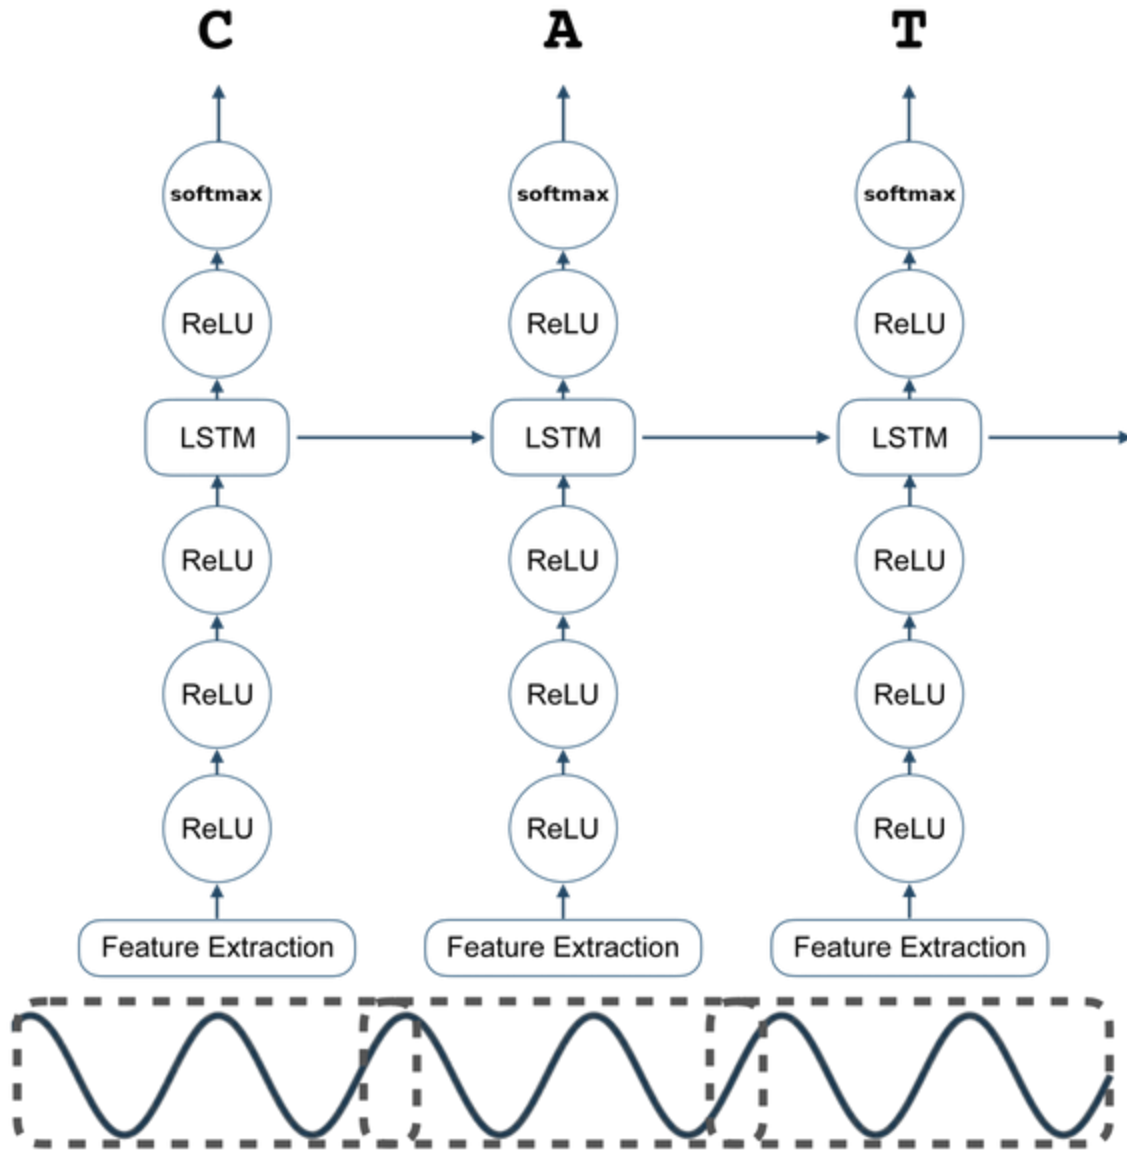 C A T
softmax softmax softmax
ReLU ReLU ReLU
LSTM LSTM LSTM
ReLU ReLU ReLU
ReLU ReLU ReLU
ReLU ReLU ReLU
Feature Extraction Feature Extraction Feature Extraction